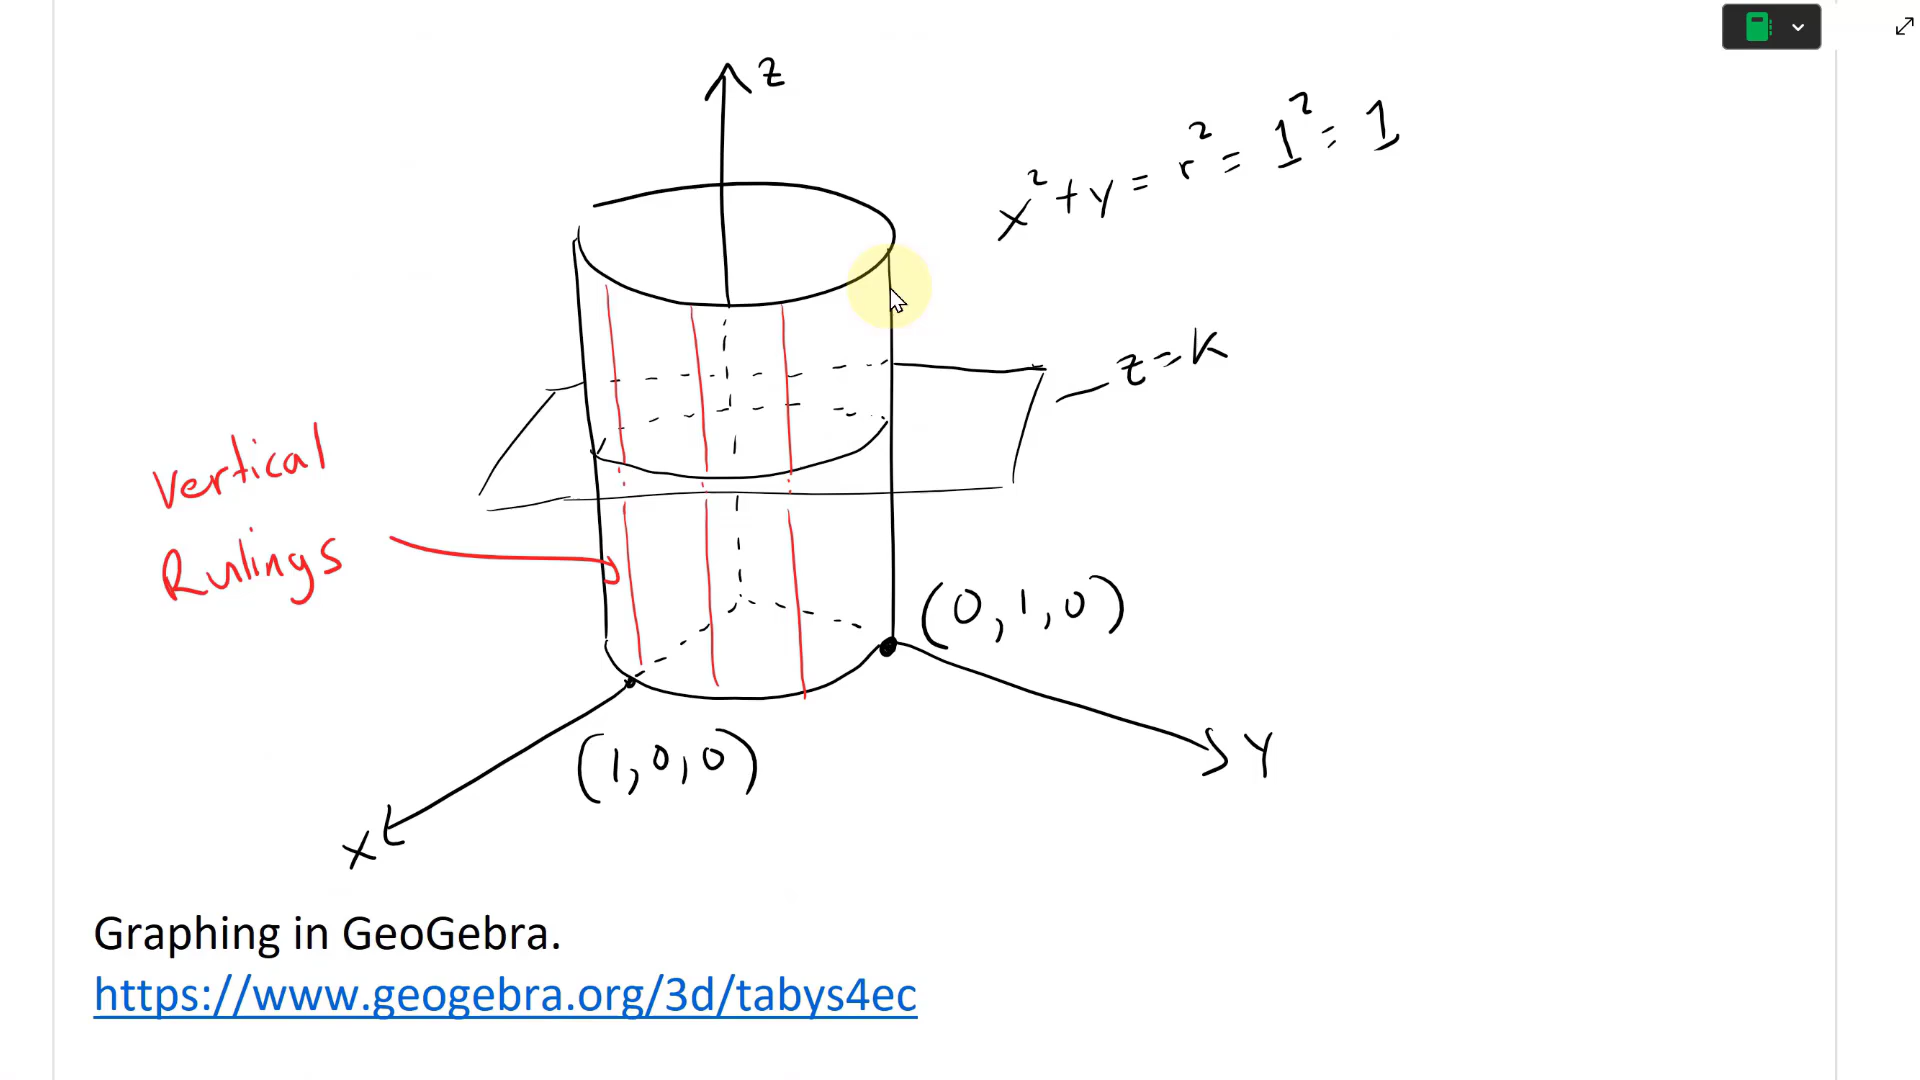 z
x² + y = r² = 1² = 1
z = k
Vertical
Rulings
(0, 1, 0)
(1, 0, 0)
Y
X
Graphing in GeoGebra.
https://www.geogebra.org/3d/tabys4ec